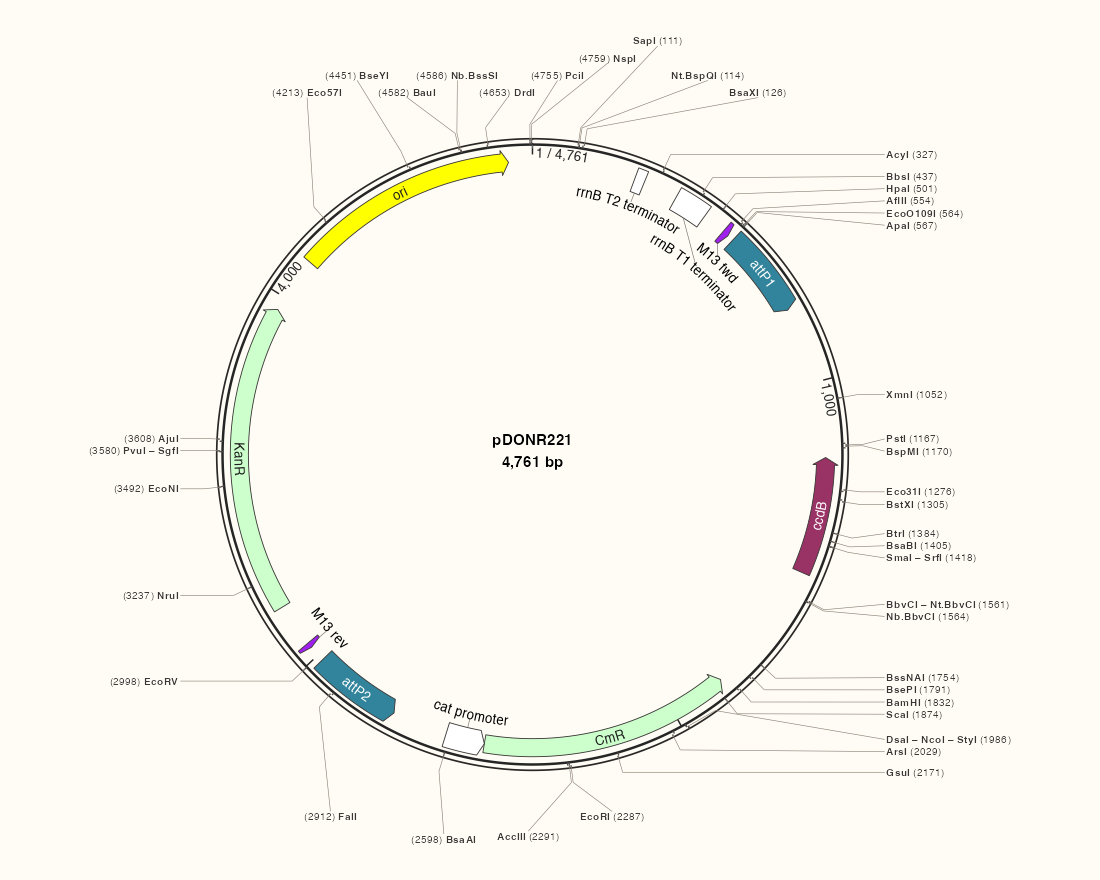 SapI (111)
(4759) NspI
(4451) BseYI
(4586) Nb.BssSI
(4755) PciI
Nt.BspQI (114)
(4213) Eco57I
(4582) BauI
(4653) DrdI
BsaXI (126)
1 / 4,761
AcyI (327)
BbsI (437)
HpaI (501)
AflII (554)
EcoO109I (564)
ApaI (567)
ori
rrnB T2 terminator
rrnB T1 terminator
M13 fwd
attP1
4,000
1,000
XmnI (1052)
(3608) AjuI
(3580) PvuI – SgfI
(3492) EcoNI
KanR
pDONR221
4,761 bp
PstI (1167)
BspMI (1170)
Eco31I (1276)
BstXI (1305)
ccdB
BtrI (1384)
BsaBI (1405)
SmaI – SrfI (1418)
(3237) NruI
BbvCI – Nt.BbvCI (1561)
Nb.BbvCI (1564)
M13 rev
(2998) EcoRV
attP2
cat promoter
CmR
BssNAI (1754)
BsePI (1791)
BamHI (1832)
ScaI (1874)
DsaI – NcoI – StyI (1986)
ArsI (2029)
GsuI (2171)
(2912) FalI
(2598) BsaAI
AccIII (2291)
EcoRI (2287)